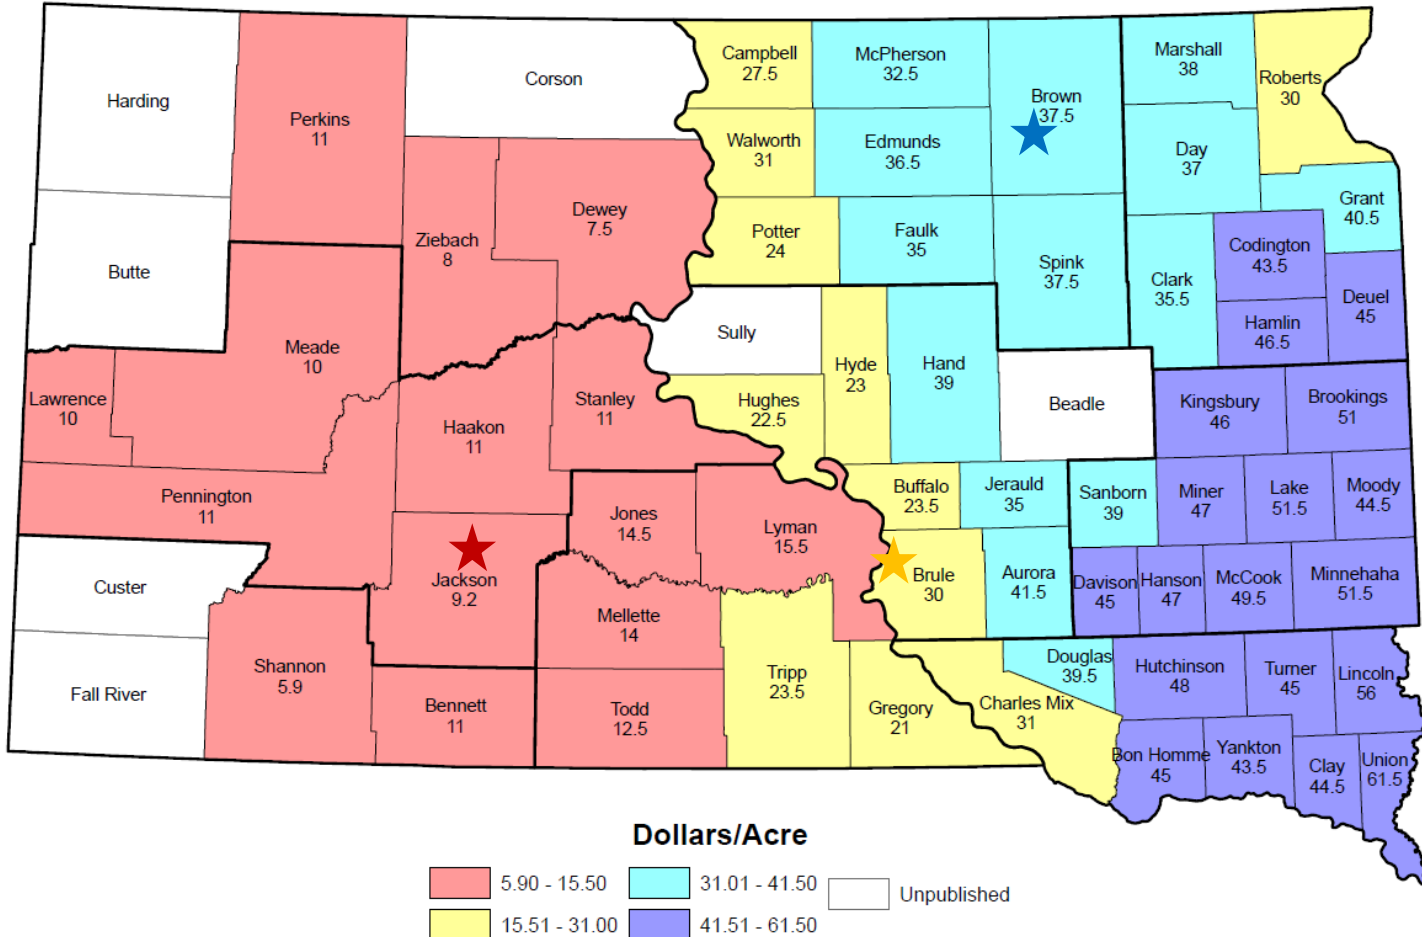 Harding
Perkins
11
Corson
Campbell
27.5
McPherson
32.5
Brown
37.5
Marshall
38
Roberts
30
Walworth
31
Edmunds
36.5
Day
37
Grant
40.5
Butte
Ziebach
8
Dewey
7.5
Potter
24
Faulk
35
Spink
37.5
Clark
35.5
Codington
43.5
Deuel
45
Hamlin
46.5
Lawrence
10
Meade
10
Haakon
11
Stanley
11
Sully
Hughes
22.5
Hyde
23
Hand
39
Beadle
Kingsbury
46
Brookings
51
Pennington
11
Jackson
9.2
Jones
14.5
Lyman
15.5
Buffalo
23.5
Jerauld
35
Sanborn
39
Miner
47
Lake
51.5
Moody
44.5
Custer
Mellette
14
Brule
30
Aurora
41.5
Davison
45
Hanson
47
McCook
49.5
Minnehaha
51.5
Fall River
Shannon
5.9
Bennett
11
Todd
12.5
Tripp
23.5
Gregory
21
Charles Mix
31
Douglas
39.5
Hutchinson
48
Turner
45
Lincoln
56
Bon Homme
45
Yankton
43.5
Clay
44.5
Union
61.5
Dollars/Acre
5.90 - 15.50
31.01 - 41.50
Unpublished
15.51 - 31.00
41.51 - 61.50